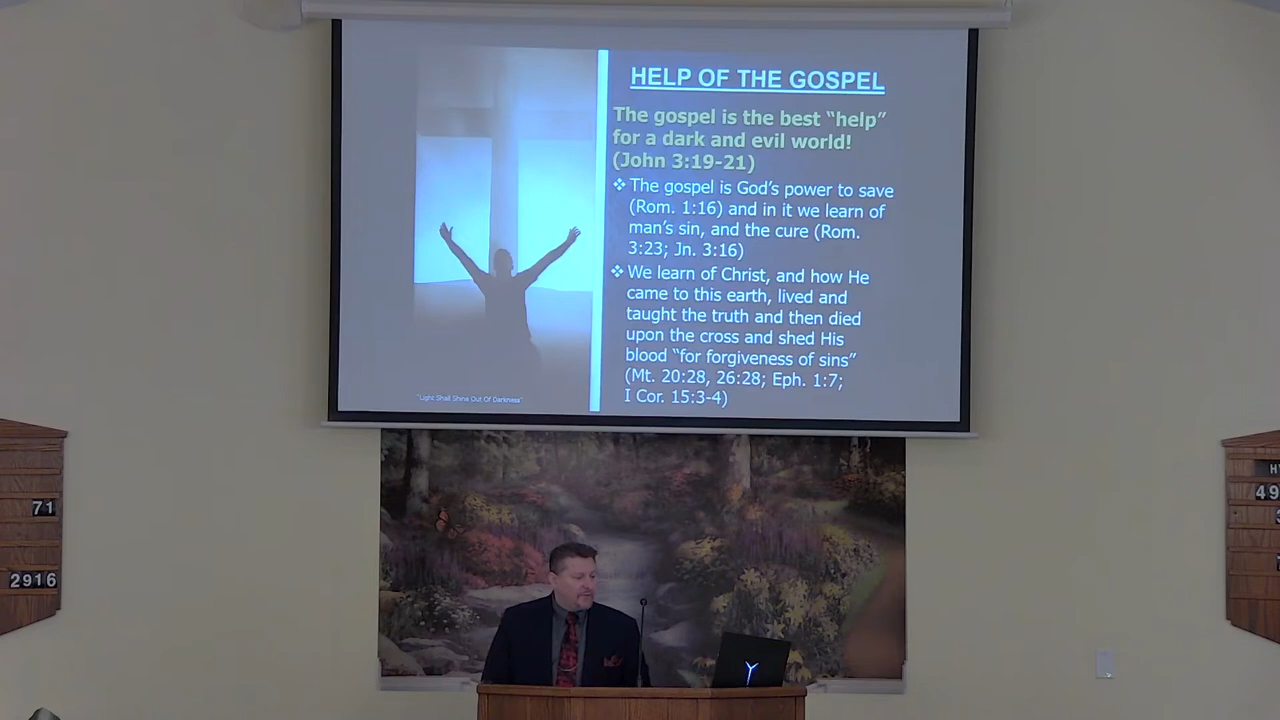 HELP OF THE GOSPEL
The gospel is the best “help”
for a dark and evil world!
(John 3:19-21)
❖ The gospel is God’s power to save
(Rom. 1:16) and in it we learn of
man’s sin, and the cure (Rom.
3:23; Jn. 3:16)
❖ We learn of Christ, and how He
came to this earth, lived and
taught the truth and then died
upon the cross and shed His
blood “for forgiveness of sins”
(Mt. 20:28, 26:28; Eph. 1:7;
I Cor. 15:3-4)
"Light Shall Shine Out Of Darkness"
71
2916
H
49